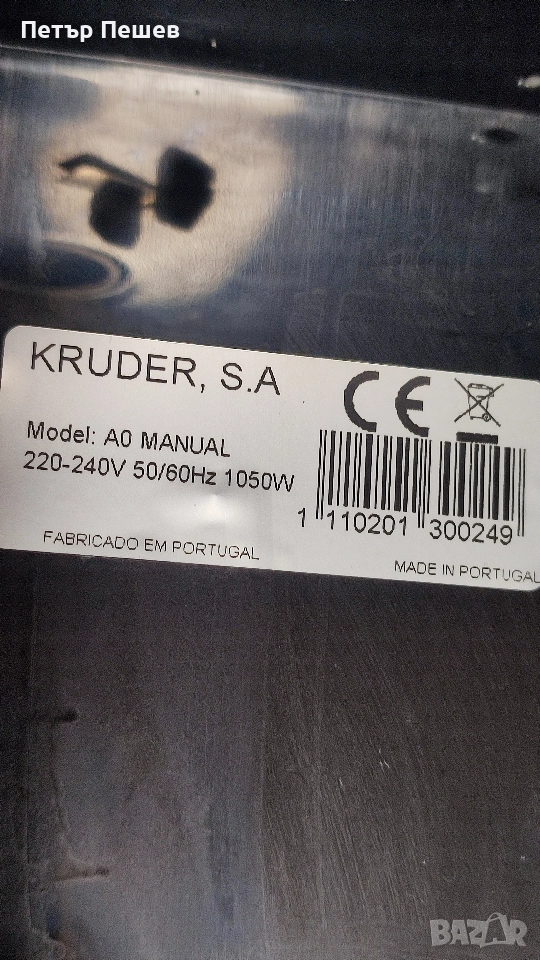 Петър Пешев
KRUDER, S.A
CE
Model: A0 MANUAL
220-240V 50/60Hz 1050W
1 110201 300249
FABRICADO EM PORTUGAL
MADE IN PORTUGAL
BAZAR